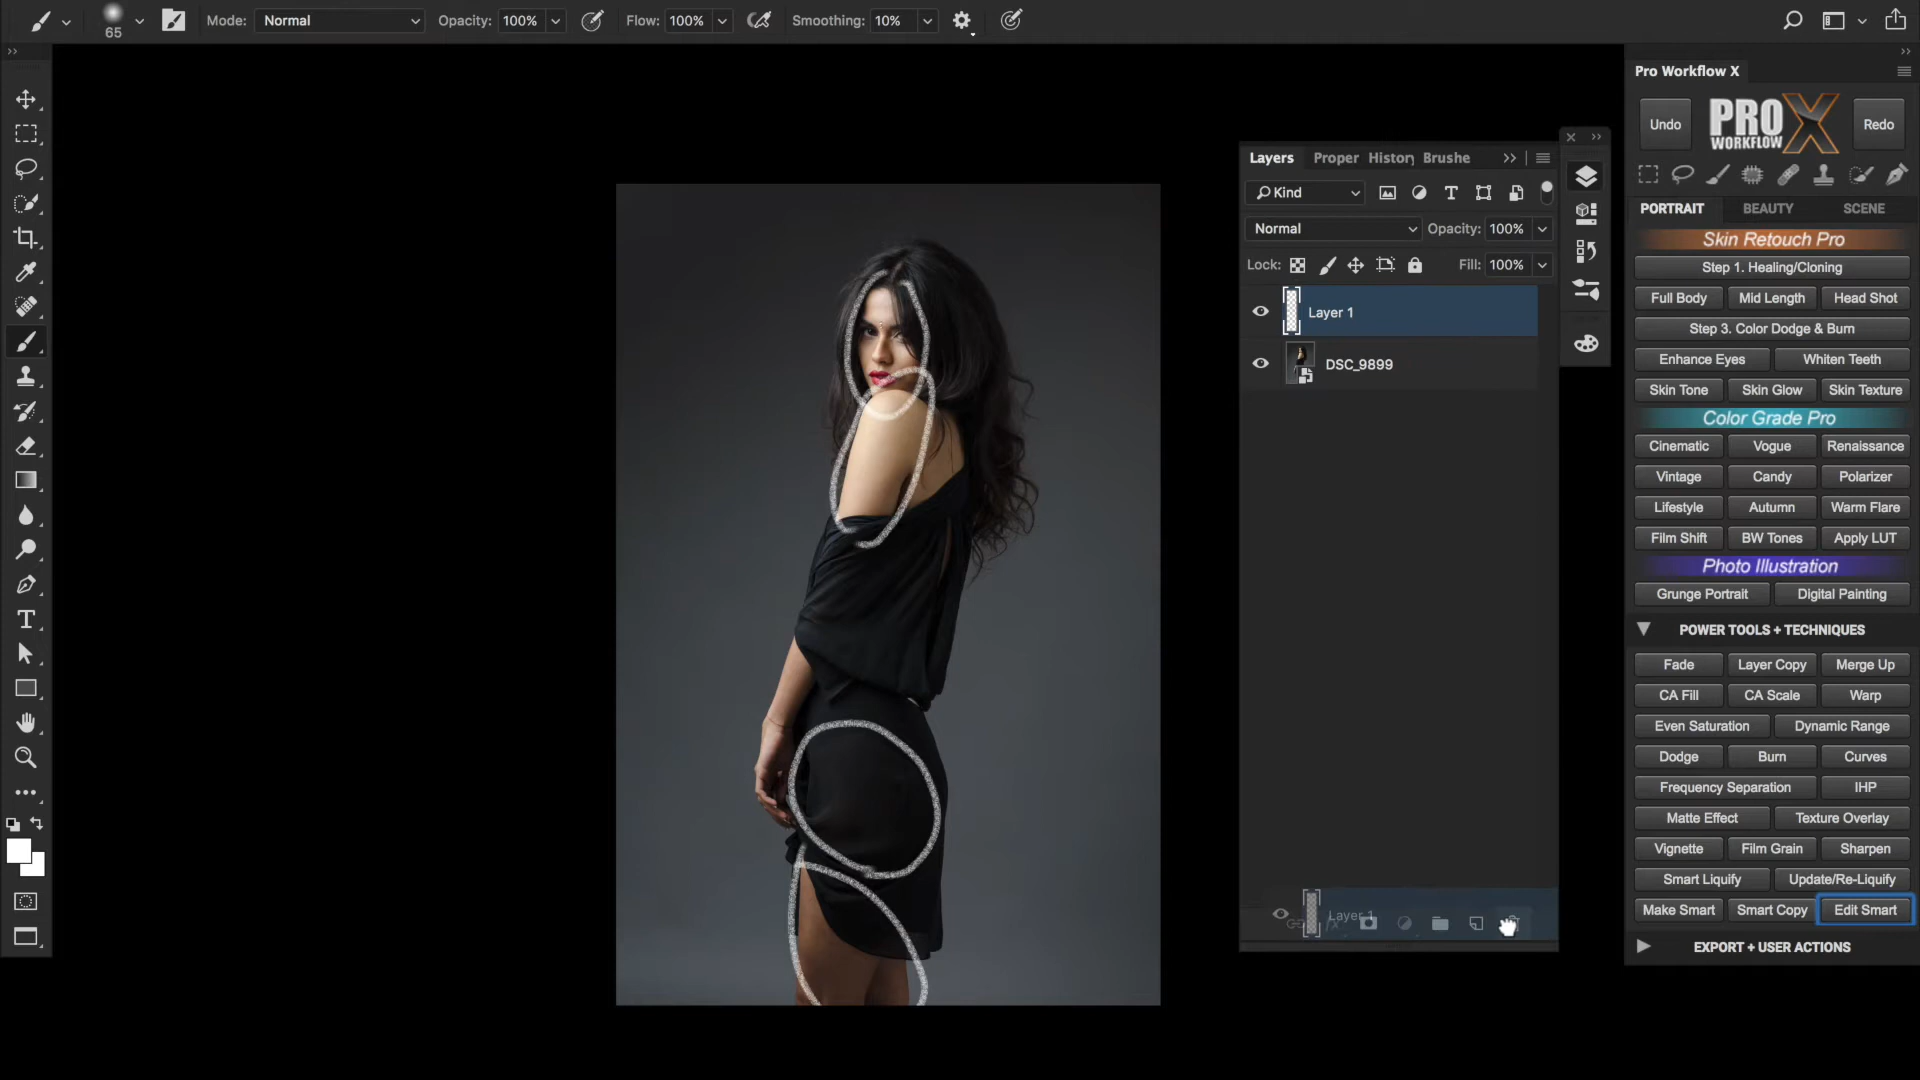 65 Mode: Normal Opacity: 100% Flow: 100% Smoothing: 10%
Layers Proper History Brushe
Kind
Normal Opacity: 100%
Lock: Fill: 100%
Layer 1
DSC_9899
Layer 1
Pro Workflow X
Undo PRO X WORKFLOW Redo
PORTRAIT BEAUTY SCENE
Skin Retouch Pro
Step 1. Healing/Cloning
Full Body Mid Length Head Shot
Step 3. Color Dodge & Burn
Enhance Eyes Whiten Teeth
Skin Tone Skin Glow Skin Texture
Color Grade Pro
Cinematic Vogue Renaissance
Vintage Candy Polarizer
Lifestyle Autumn Warm Flare
Film Shift BW Tones Apply LUT
Photo Illustration
Grunge Portrait Digital Painting
POWER TOOLS + TECHNIQUES
Fade Layer Copy Merge Up
CA Fill CA Scale Warp
Even Saturation Dynamic Range
Dodge Burn Curves
Frequency Separation IHP
Matte Effect Texture Overlay
Vignette Film Grain Sharpen
Smart Liquify Update/Re-Liquify
Make Smart Smart Copy Edit Smart
EXPORT + USER ACTIONS